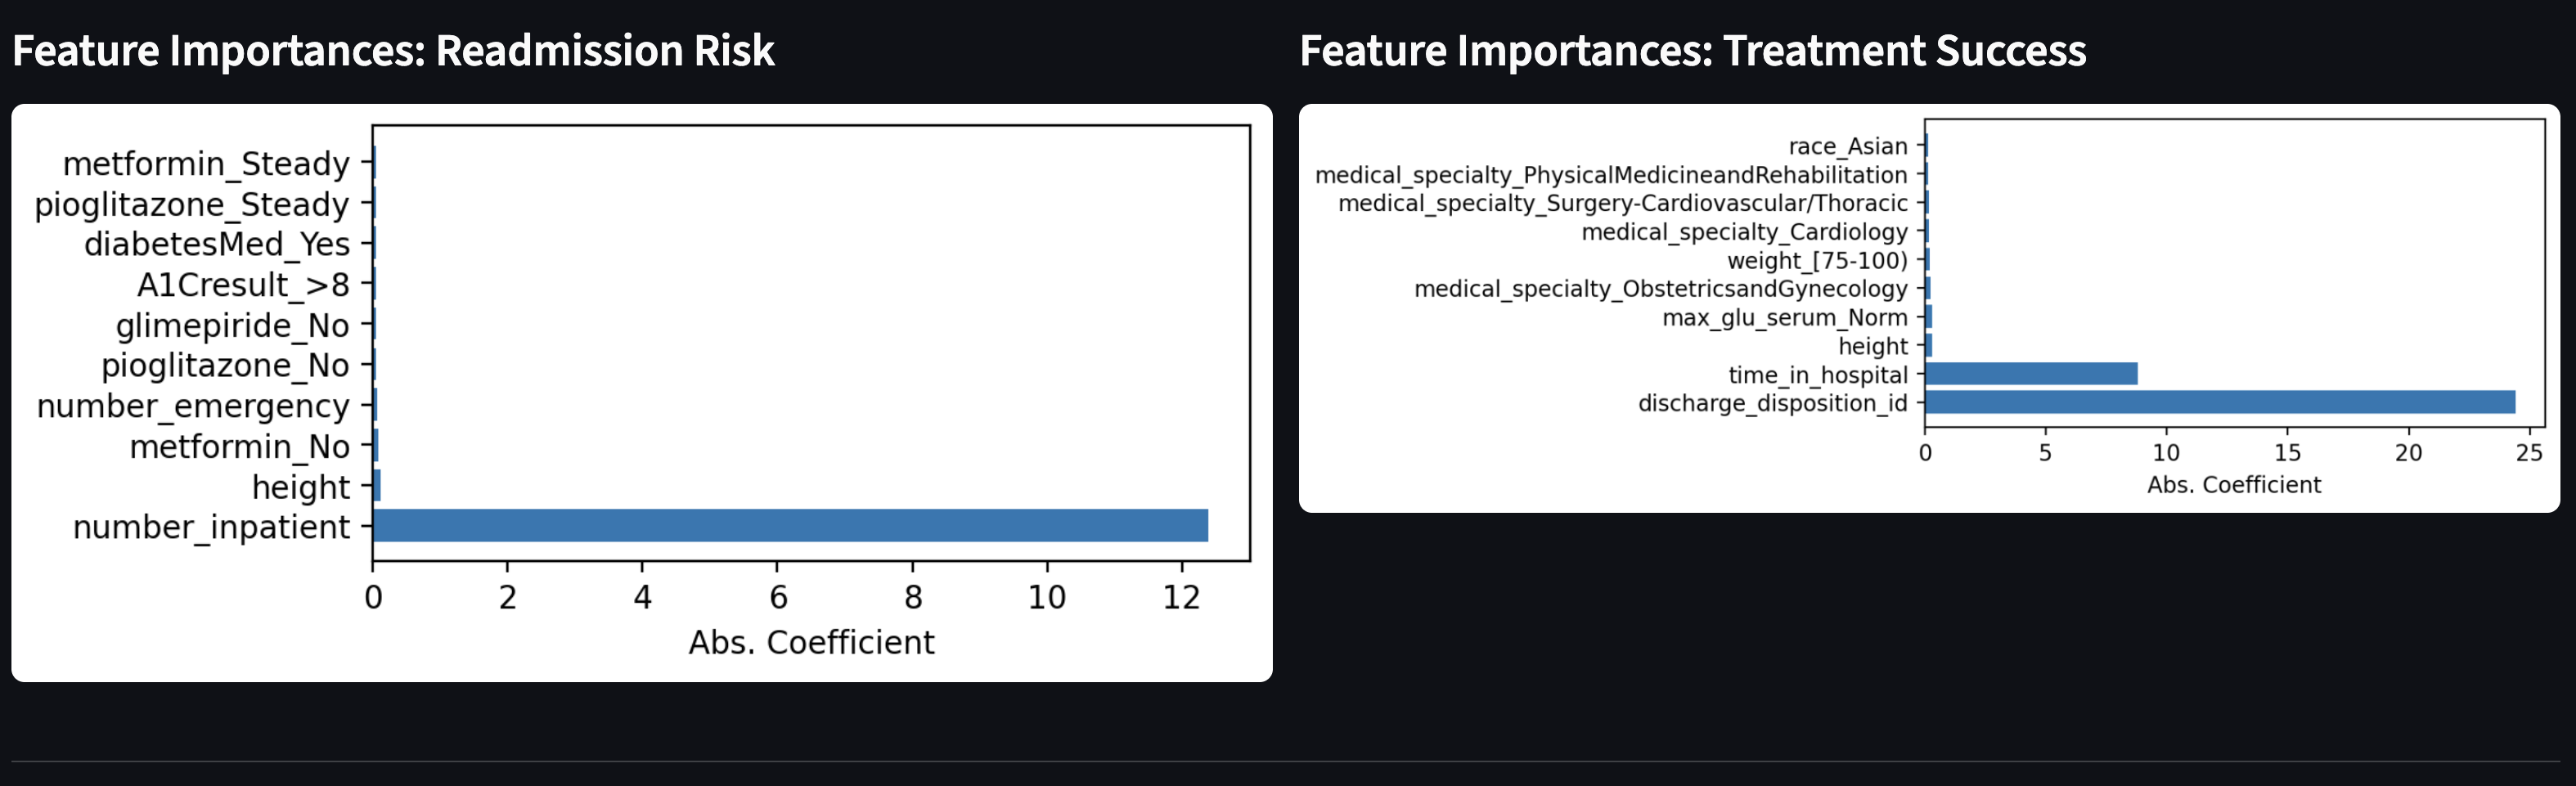 Feature Importances: Readmission Risk
metformin_Steady
pioglitazone_Steady
diabetesMed_Yes
A1Cresult_>8
glimepiride_No
pioglitazone_No
number_emergency
metformin_No
height
number_inpatient
0 2 4 6 8 10 12
Abs. Coefficient
Feature Importances: Treatment Success
race_Asian
medical_specialty_PhysicalMedicineandRehabilitation
medical_specialty_Surgery-Cardiovascular/Thoracic
medical_specialty_Cardiology
weight_[75-100)
medical_specialty_ObstetricsandGynecology
max_glu_serum_Norm
height
time_in_hospital
discharge_disposition_id
0 5 10 15 20 25
Abs. Coefficient